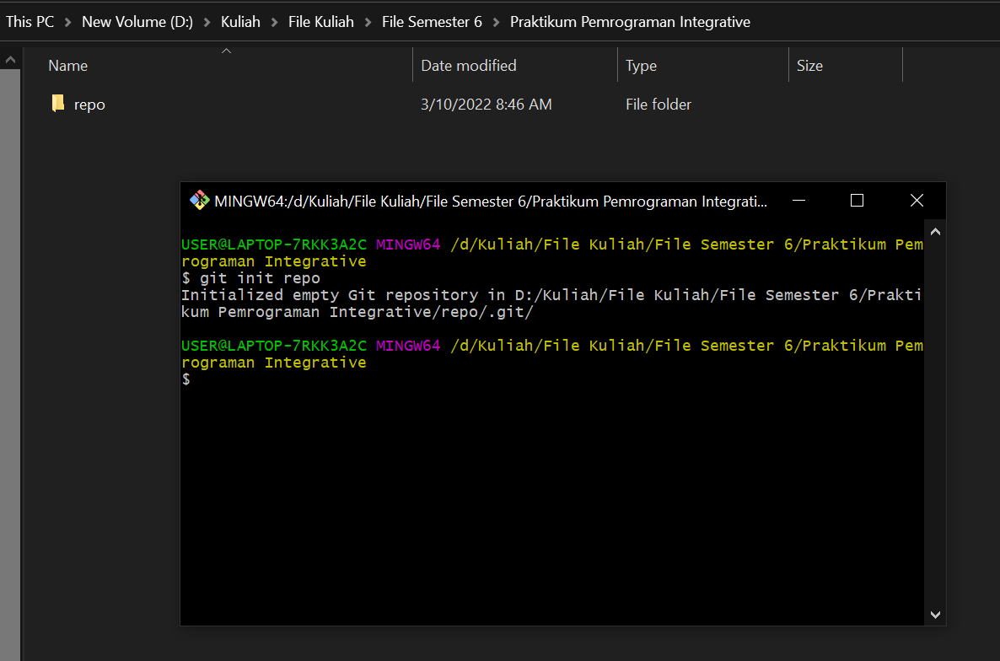 This PC > New Volume (D:) > Kuliah > File Kuliah > File Semester 6 > Praktikum Pemrograman Integrative
Name Date modified Type Size
repo 3/10/2022 8:46 AM File folder
MINGW64:/d/Kuliah/File Kuliah/File Semester 6/Praktikum Pemrograman Integrati...
USER@LAPTOP-7RKK3A2C MINGW64 /d/Kuliah/File Kuliah/File Semester 6/Praktikum Pem
rograman Integrative
$ git init repo
Initialized empty Git repository in D:/Kuliah/File Kuliah/File Semester 6/Prakti
kum Pemrograman Integrative/repo/.git/
USER@LAPTOP-7RKK3A2C MINGW64 /d/Kuliah/File Kuliah/File Semester 6/Praktikum Pem
rograman Integrative
$